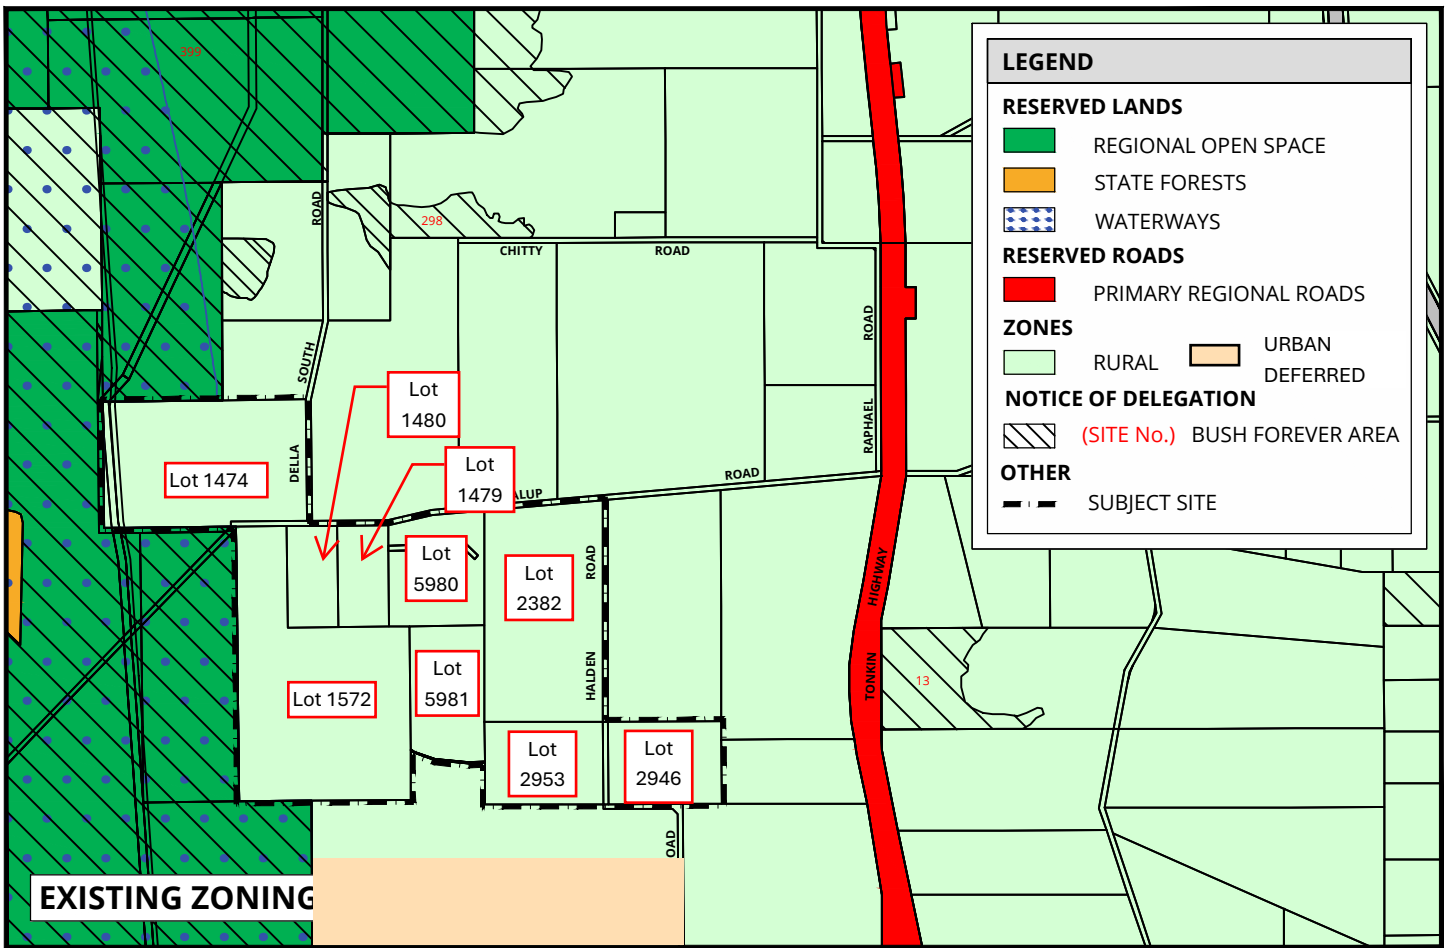 399
ROAD
298
CHITTY ROAD
ROAD
SOUTH
RAPHAEL
DELLA
Lot
1480
Lot
1479
ALUP
ROAD
Lot 1474
Lot
5980
Lot
2382
ROAD
HALDEN
Lot 1572
Lot
5981
Lot
2953
Lot
2946
OAD
HIGHWAY
TONKIN
13
EXISTING ZONING
LEGEND
RESERVED LANDS
REGIONAL OPEN SPACE
STATE FORESTS
WATERWAYS
RESERVED ROADS
PRIMARY REGIONAL ROADS
ZONES
RURAL
URBAN
DEFERRED
NOTICE OF DELEGATION
(SITE No.) BUSH FOREVER AREA
OTHER
SUBJECT SITE